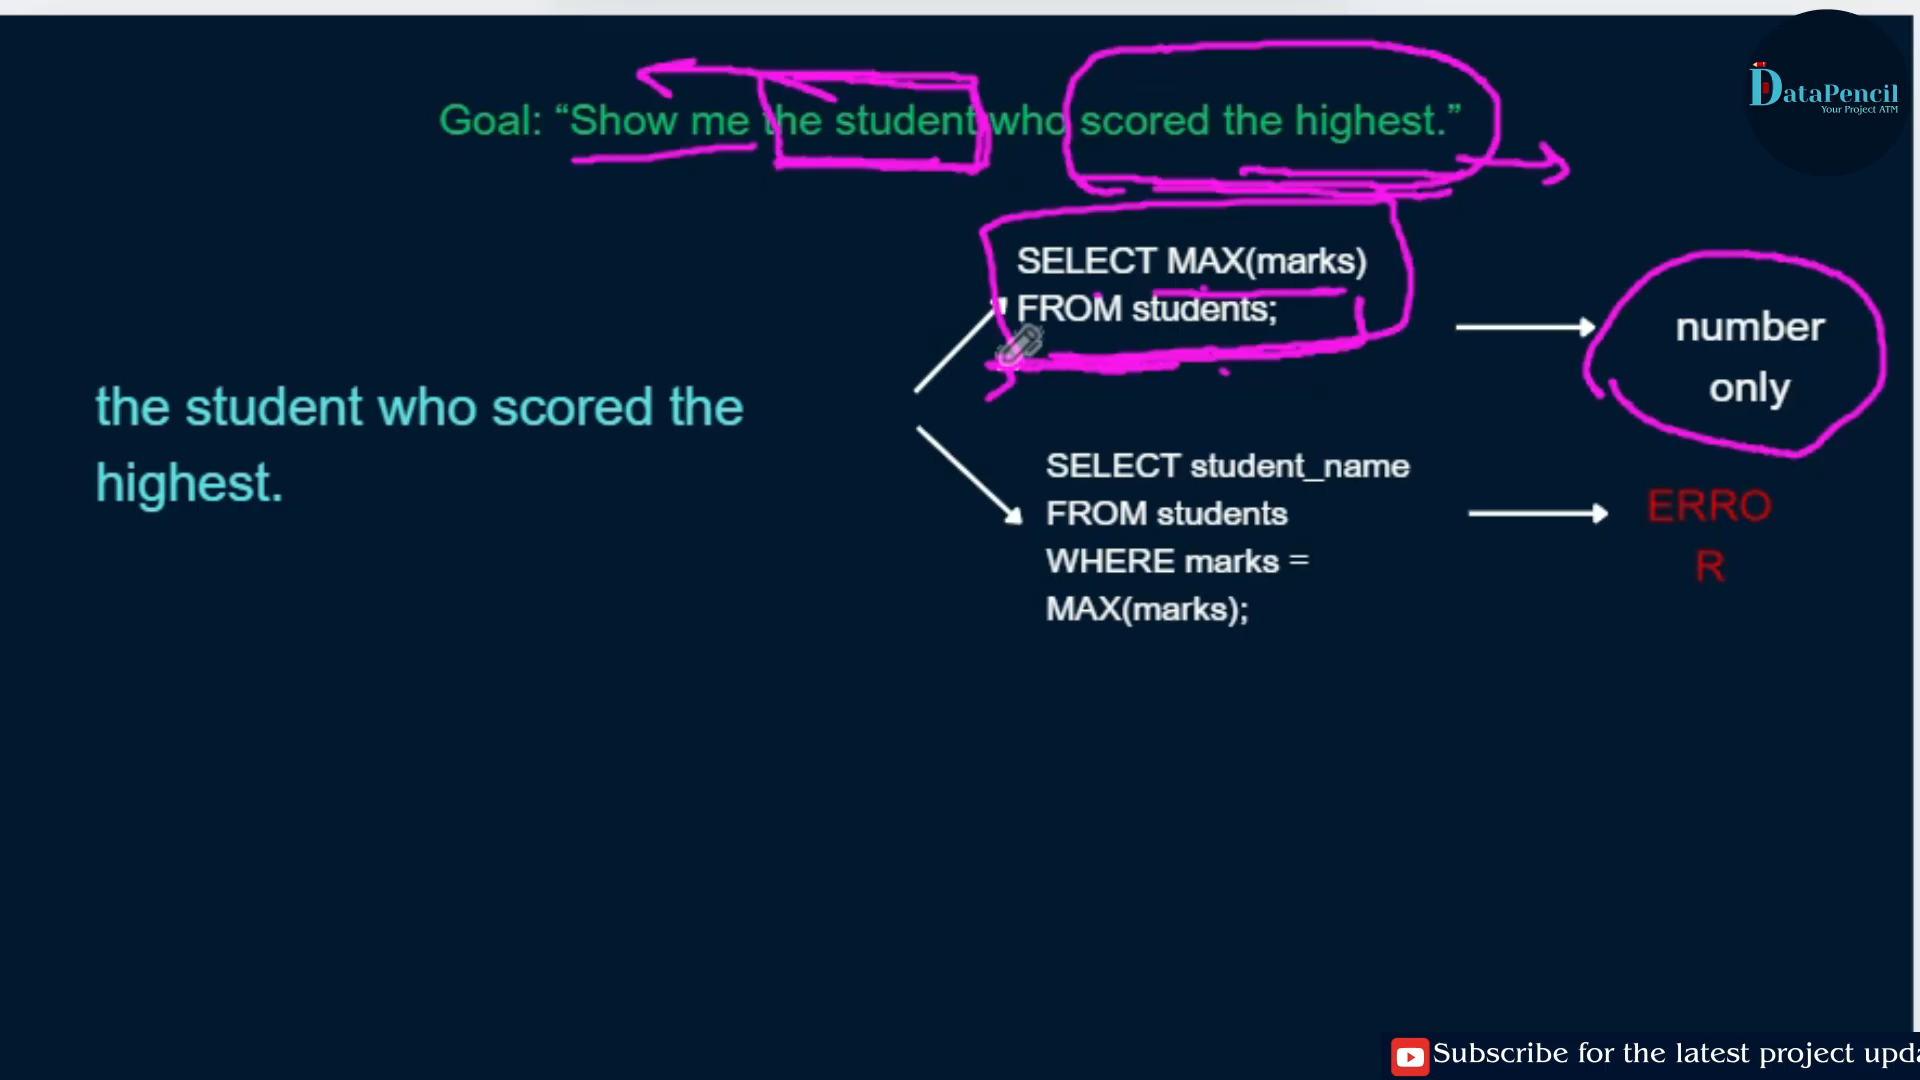 DataPencil
Your Project ATM
Goal: “Show me the student who scored the highest.”
SELECT MAX(marks)
FROM students;
number
only
the student who scored the
highest.
SELECT student_name
FROM students
WHERE marks =
MAX(marks);
ERRO
R
Subscribe for the latest project upda